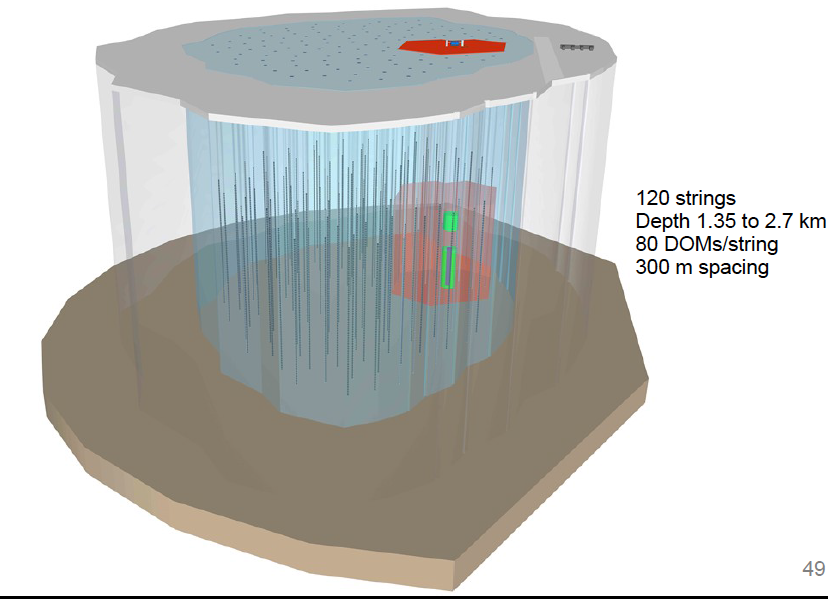 120 strings
Depth 1.35 to 2.7 km
80 DOMs/string
300 m spacing
49